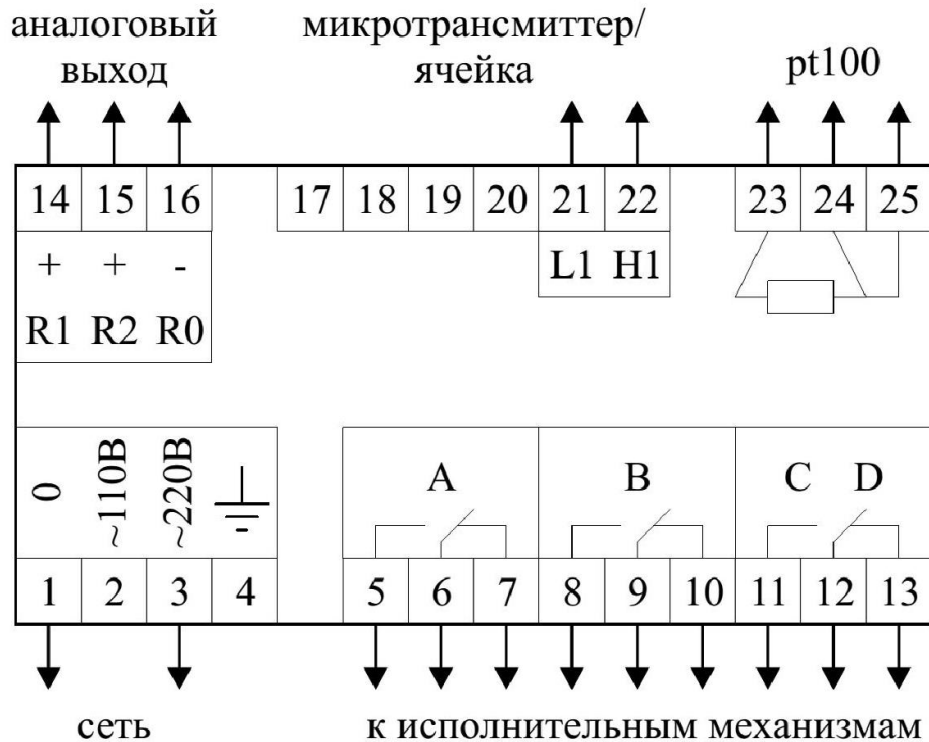 аналоговый
выход
микротрансмиттер/
ячейка
pt100
14 15 16 17 18 19 20 21 22 23 24 25
+ + - L1 H1
R1 R2 R0
0 ~110В ~220В A B C D
1 2 3 4 5 6 7 8 9 10 11 12 13
сеть
к исполнительным механизмам